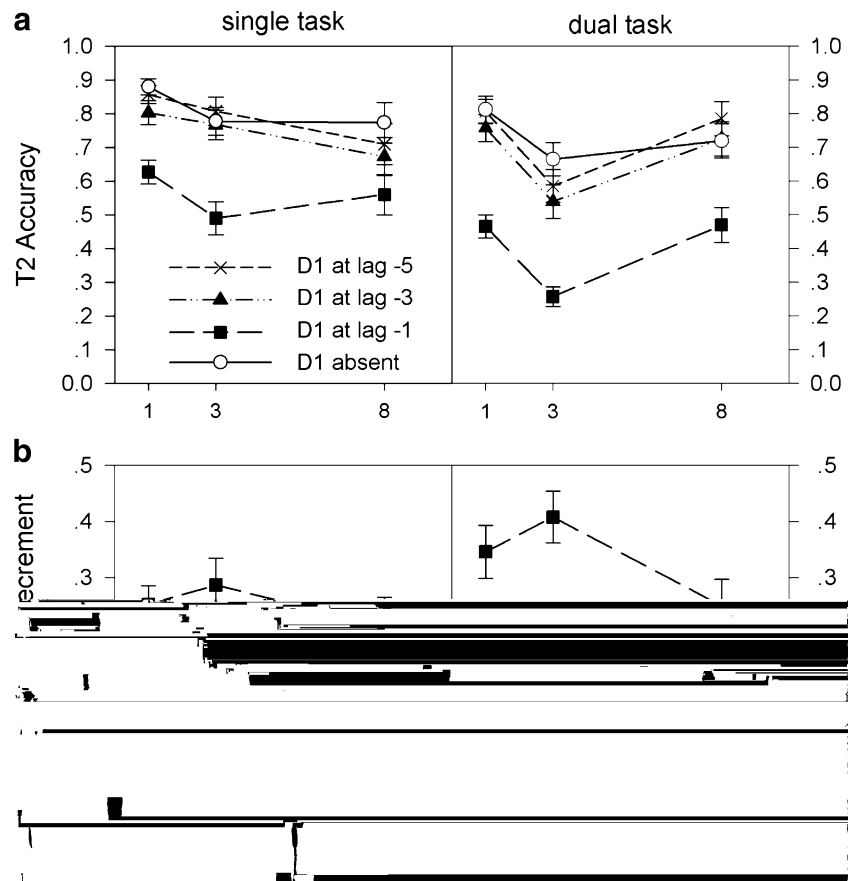 a
single task
dual task
1.0
1.0
.9
.9
.8
.8
.7
.7
.6
.6
.5
.5
.4
.4
.3
.3
.2
.2
.1
.1
0.0
0.0
T2 Accuracy
D1 at lag -5
D1 at lag -3
D1 at lag -1
D1 absent
1 3 8
1 3 8
b
.5
.5
.4
.4
.3
.3